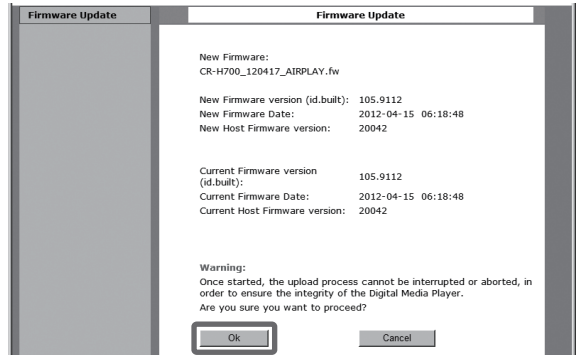 Firmware Update
Firmware Update
New Firmware:
CR-H700_120417_AIRPLAY.fw
New Firmware version (id.built): 105.9112
New Firmware Date: 2012-04-15 06:18:48
New Host Firmware version: 20042
Current Firmware version
(id.built): 105.9112
Current Firmware Date: 2012-04-15 06:18:48
Current Host Firmware version: 20042
Warning:
Once started, the upload process cannot be interrupted or aborted, in
order to ensure the integrity of the Digital Media Player.
Are you sure you want to proceed?
Ok Cancel